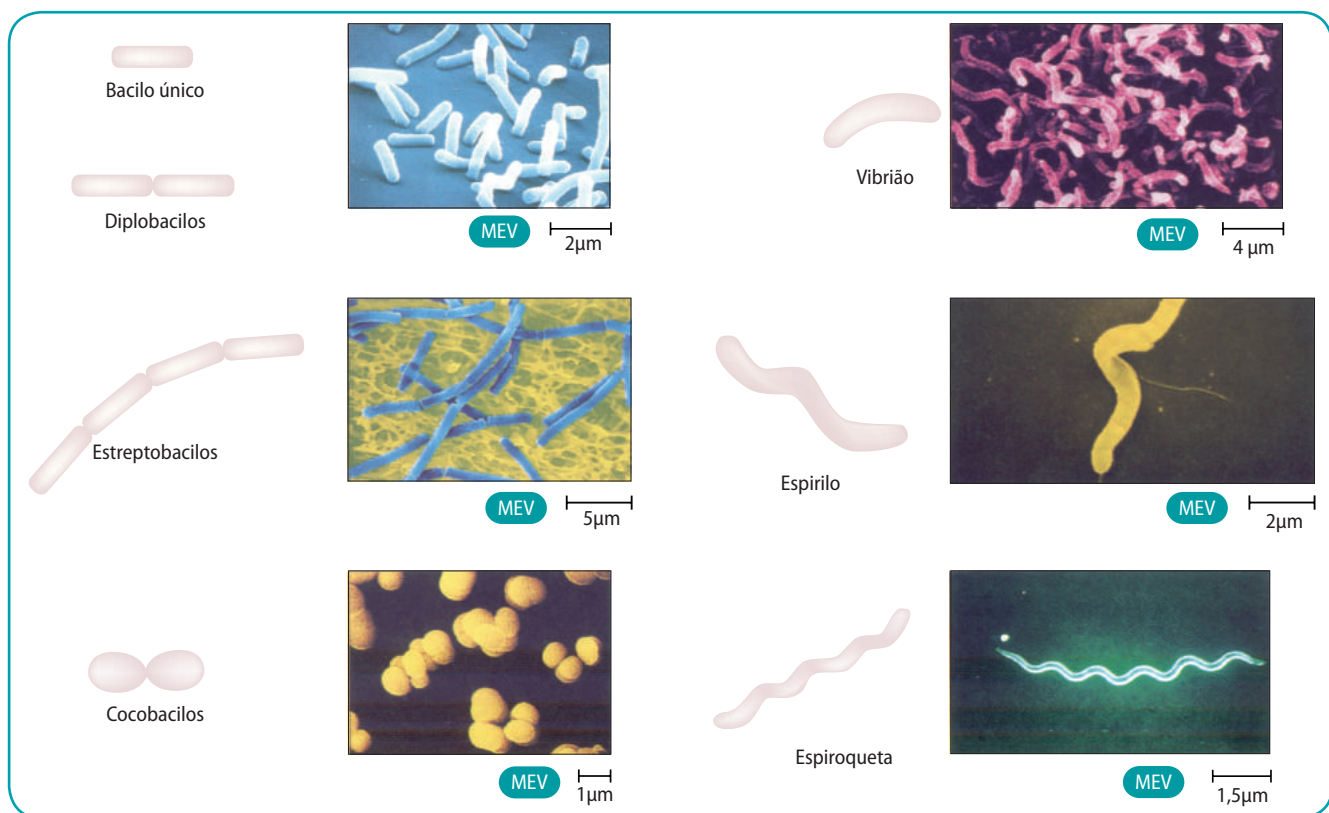 Bacilo único
Diplobacilos
MEV
2µm
Vibrião
MEV
4 µm
Estreptobacilos
MEV
5µm
Espirilo
MEV
2µm
Cocobacilos
MEV
1µm
Espiroqueta
MEV
1,5µm